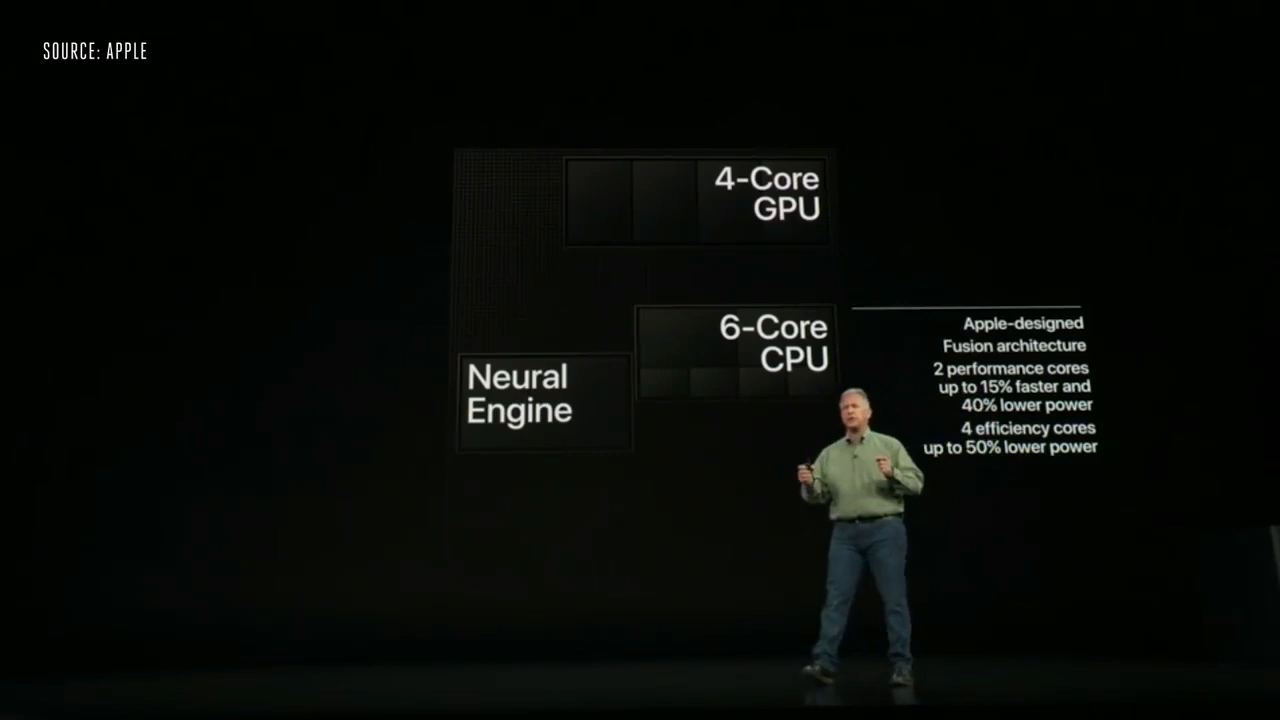 SOURCE: APPLE
4-Core
GPU
6-Core
CPU
Neural
Engine
Apple-designed
Fusion architecture
2 performance cores
up to 15% faster and
40% lower power
4 efficiency cores
up to 50% lower power